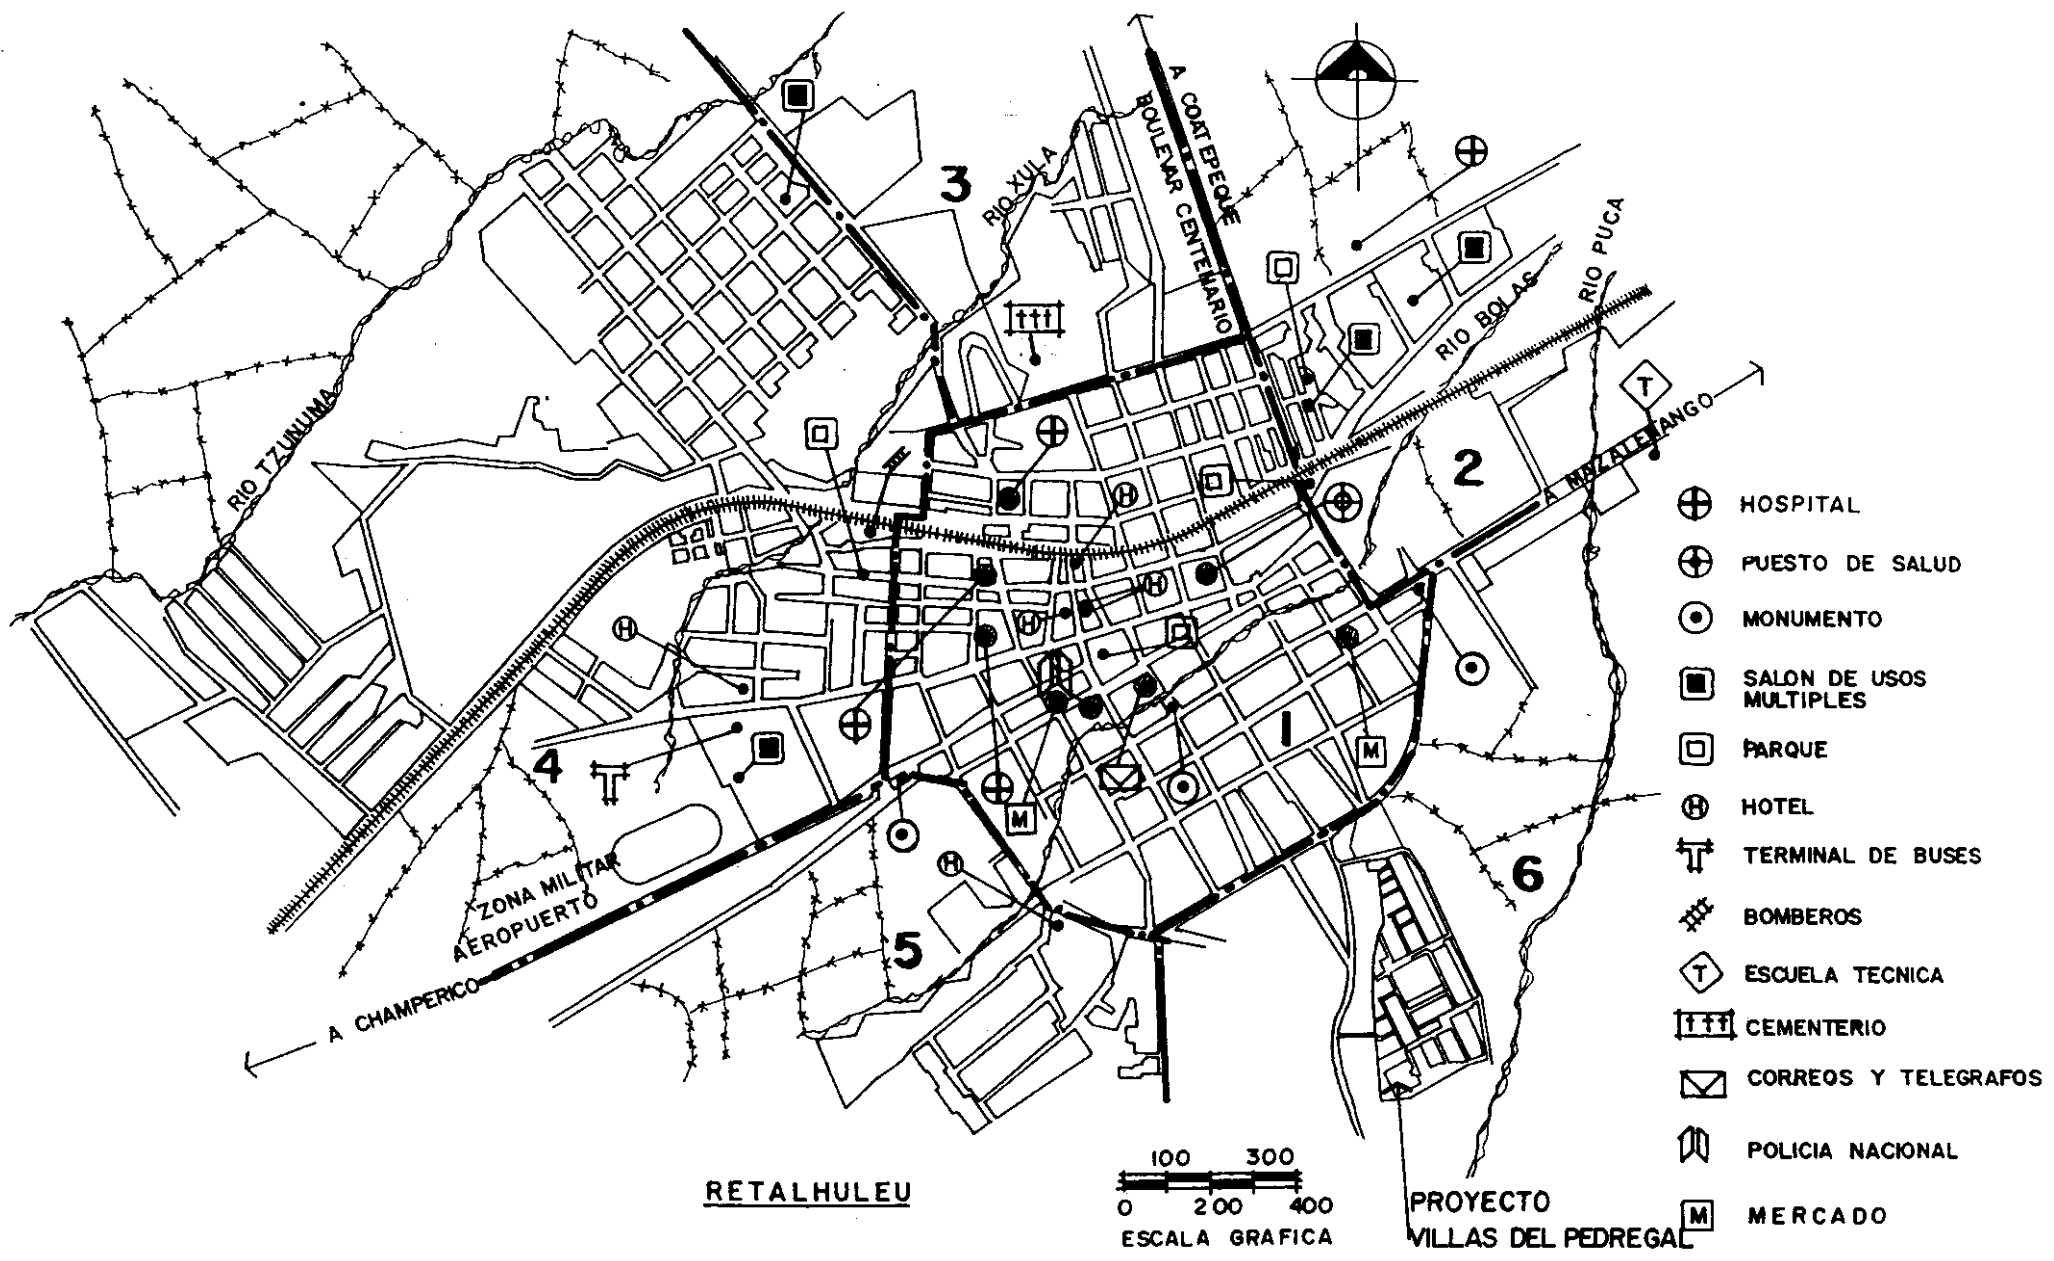 A COATEPEQUE
BOULEVAR CENTENARIO
3
RIO XULA
RIO PUCA
RIO BOLAS
T
A MAZALETANGO
2
RIO TZUNUMA
H
H
H
H
1
M
4
M
H
6
ZONA MILITAR
AEROPUERTO
5
A CHAMPERICO
HOSPITAL
PUESTO DE SALUD
MONUMENTO
SALON DE USOS
MULTIPLES
PARQUE
H HOTEL
TERMINAL DE BUSES
BOMBEROS
T ESCUELA TECNICA
CEMENTERIO
CORREOS Y TELEGRAFOS
POLICIA NACIONAL
M MERCADO
RETALHULEU
100 300
0 200 400
ESCALA GRAFICA
PROYECTO
VILLAS DEL PEDREGAL